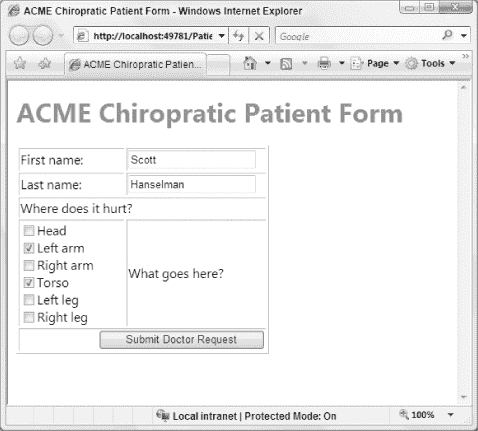 ACME Chiropratic Patient Form - Windows Internet Explorer
http://localhost:49781/Patie
Google
ACME Chiropratic Patien...
Page
Tools
ACME Chiropratic Patient Form
First name: Scott
Last name: Hanselman
Where does it hurt?
Head
Left arm
Right arm
Torso
Left leg
Right leg
What goes here?
Submit Doctor Request
Local intranet | Protected Mode: On
100%